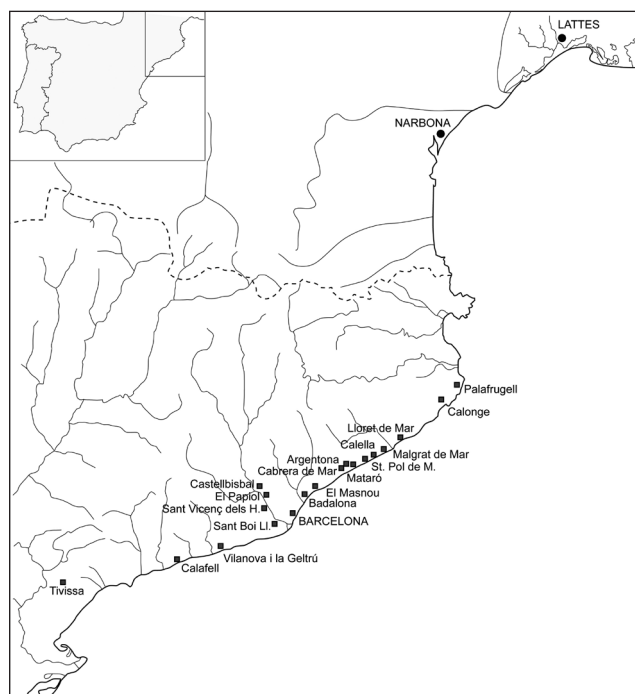 LATTES
NARBONA
Palafrugell
Calonge
Lloret de Mar
Calella
Malgrat de Mar
Argentona
St. Pol de M.
Cabrera de Mar
Mataró
Castellbisbal
El Masnou
El Papiol
Badalona
Sant Vicenç dels H.
BARCELONA
Sant Boi Ll.
Vilanova i la Geltrú
Calafell
Tivissa